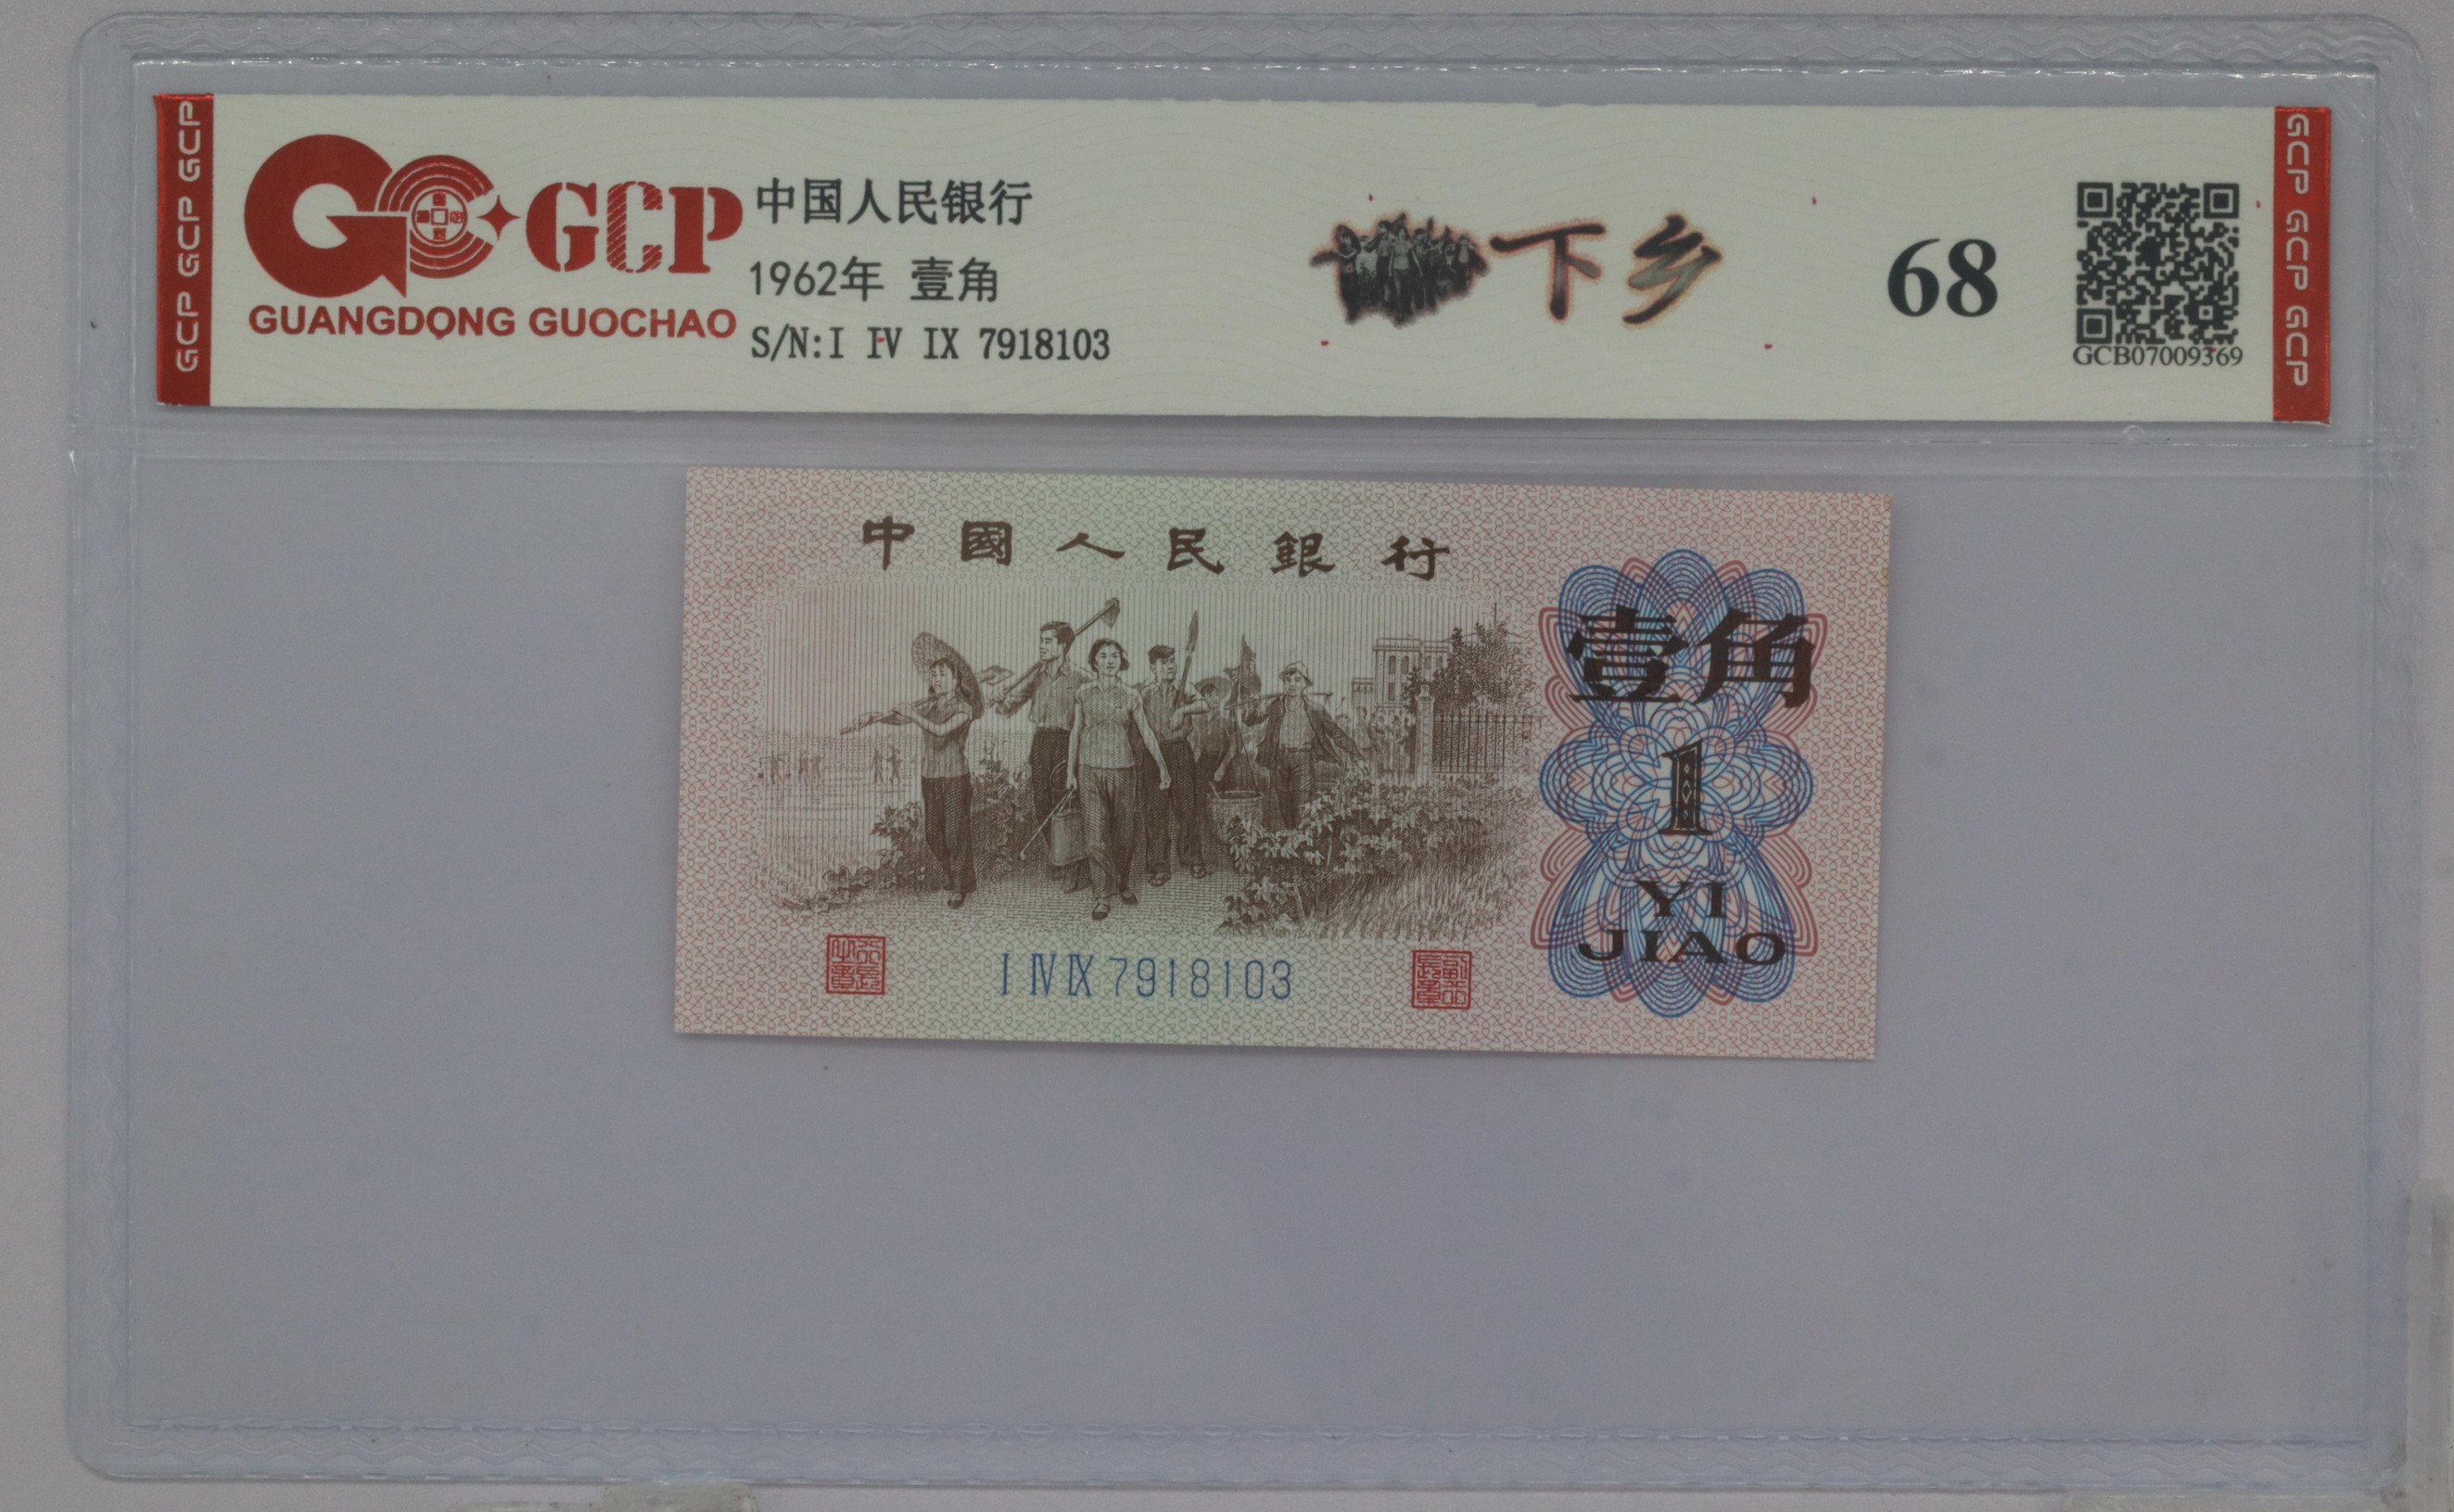 GCP GCP GCP
GCP
GUANGDONG GUOCHAO
中国人民银行
1962年 壹角
S/N:I IV IX 7918103
下乡
68
GCB07009369
GCP GCP GCP
中國人民銀行
壹角
1
YI
JIAO
I IV IX 7918103